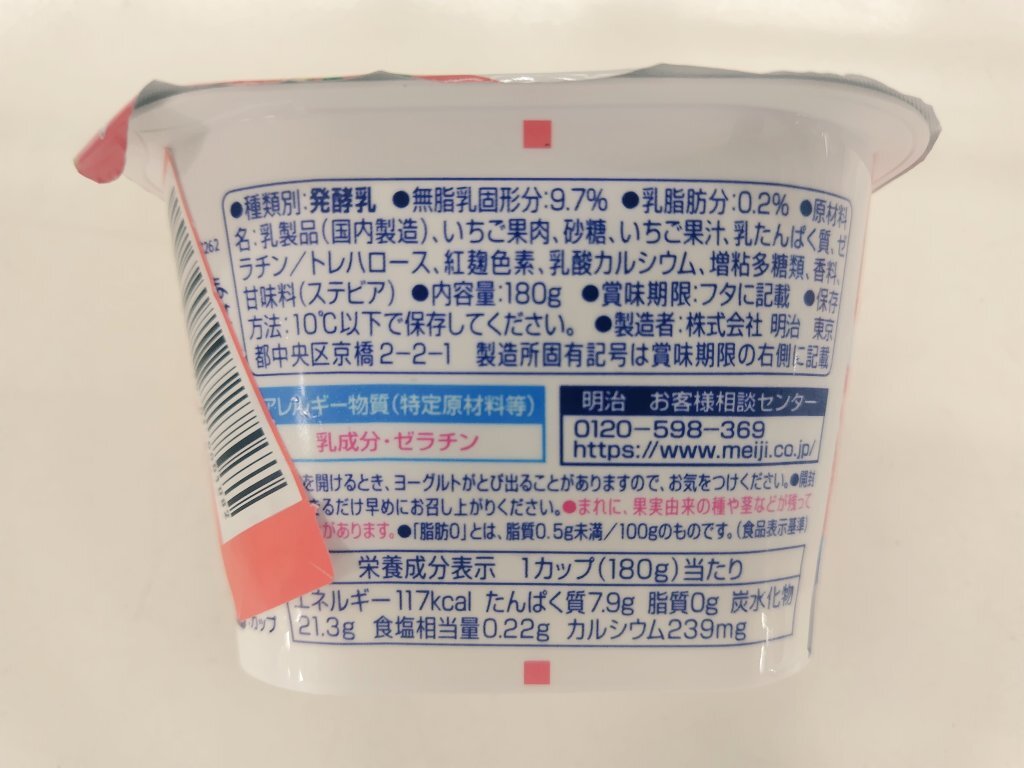 ●種類別:発酵乳 ●無脂乳固形分:9.7% ●乳脂肪分:0.2% ●原材料
名:乳製品(国内製造)、いちご果肉、砂糖、いちご果汁、乳たんぱく質、ゼ
ラチン/トレハロース、紅麹色素、乳酸カルシウム、増粘多糖類、香料、
甘味料(ステビア) ●内容量:180g ●賞味期限:フタに記載 ●保存
方法:10℃以下で保存してください。 ●製造者:株式会社 明治 東京
都中央区京橋2-2-1 製造所固有記号は賞味期限の右側に記載
アレルギー物質(特定原材料等)
乳成分・ゼラチン
明治 お客様相談センター
0120-598-369
https://www.meiji.co.jp/
を開けるとき、ヨーグルトがとび出ることがありますので、お気をつけください。●開封
るだけ早めにお召し上がりください。●まれに、果実由来の種や茎などが残って
があります。●「脂肪0」とは、脂質0.5g未満/100gのものです。(食品表示基準)
栄養成分表示 1カップ(180g)当たり
エネルギー117kcal たんぱく質7.9g 脂質0g 炭水化物
21.3g 食塩相当量0.22g カルシウム239mg
カップ